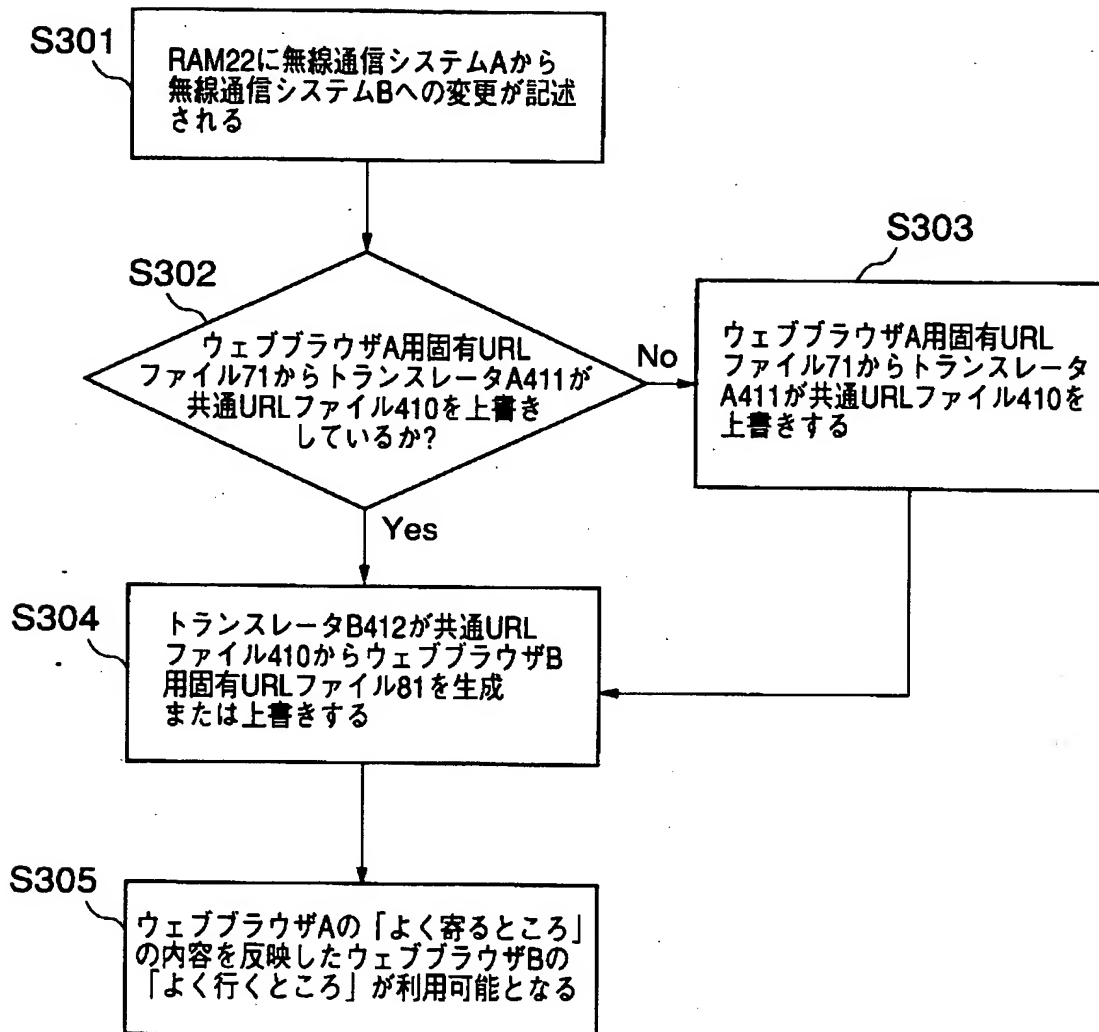 S301
RAM22に無線通信システムAから
無線通信システムBへの変更が記述
される
S302
ウェブブラウザA用固有URL
ファイル71からトランスレータA411が
共通URLファイル410を上書き
しているか?
No
Yes
S303
ウェブブラウザA用固有URL
ファイル71からトランスレータ
A411が共通URLファイル410を
上書きする
S304
トランスレータB412が共通URL
ファイル410からウェブブラウザB
用固有URLファイル81を生成
または上書きする
S305
ウェブブラウザAの「よく寄るところ」
の内容を反映したウェブブラウザBの
「よく行くところ」が利用可能となる